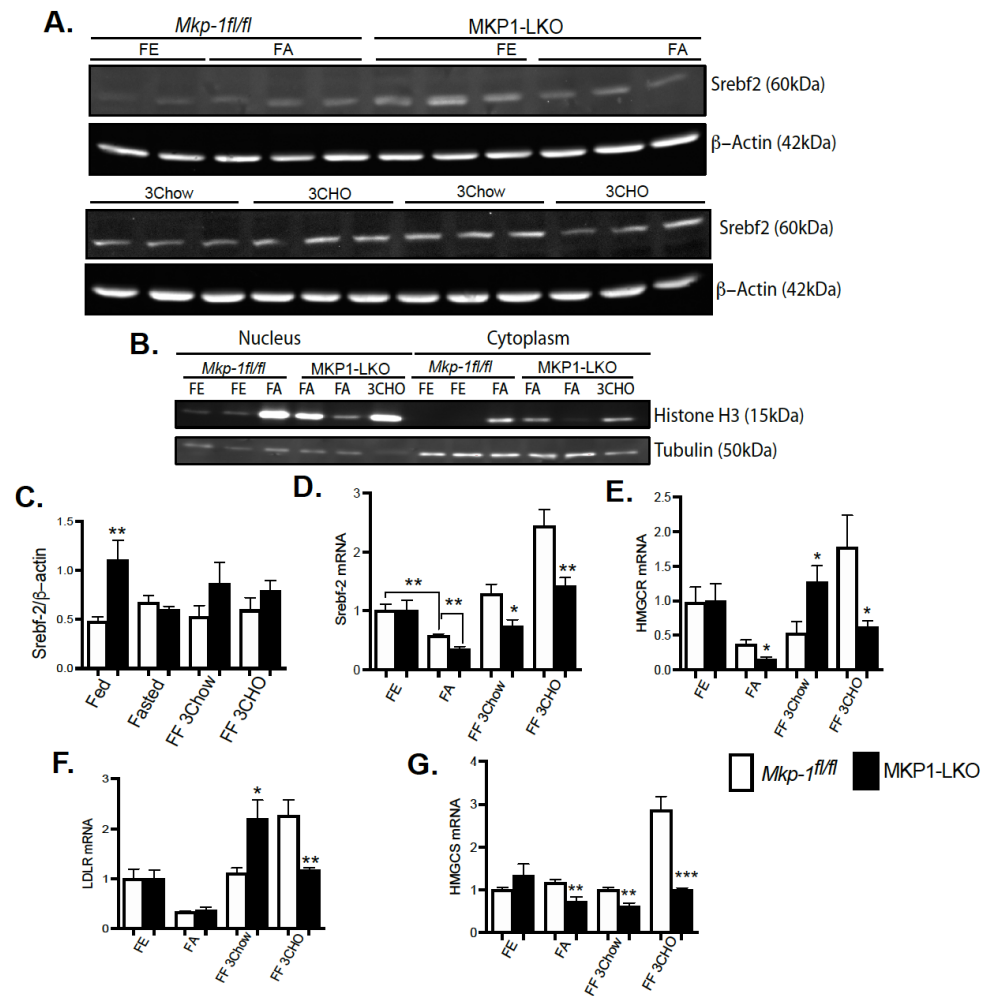 A.
Mkp-1fl/fl MKP1-LKO
FE FA FE FA
Srebf2 (60kDa)
β–Actin (42kDa)
3Chow 3CHO 3Chow 3CHO
Srebf2 (60kDa)
β–Actin (42kDa)
B.
Nucleus Cytoplasm
Mkp-1fl/fl MKP1-LKO Mkp-1fl/fl MKP1-LKO
FE FE FA FA FA 3CHO FE FE FA FA FA 3CHO
Histone H3 (15kDa)
Tubulin (50kDa)
C.
Srebf-2/β-actin
1.5
1.0
0.5
0.0
**
Fed
Fasted
FF 3Chow
FF 3CHO
D.
Srebf-2 mRNA
3
2
1
0
**
**
*
**
FE
FA
FF 3Chow
FF 3CHO
E.
HMGCR mRNA
2.5
2.0
1.5
1.0
0.5
0.0
*
*
*
FE
FA
FF 3Chow
FF 3CHO
F.
LDLR mRNA
3
2
1
0
*
**
FE
FA
FF 3Chow
FF 3CHO
G.
HMGCS mRNA
4
3
2
1
0
**
**
***
FE
FA
FF 3Chow
FF 3CHO
Mkp-1fl/fl MKP1-LKO